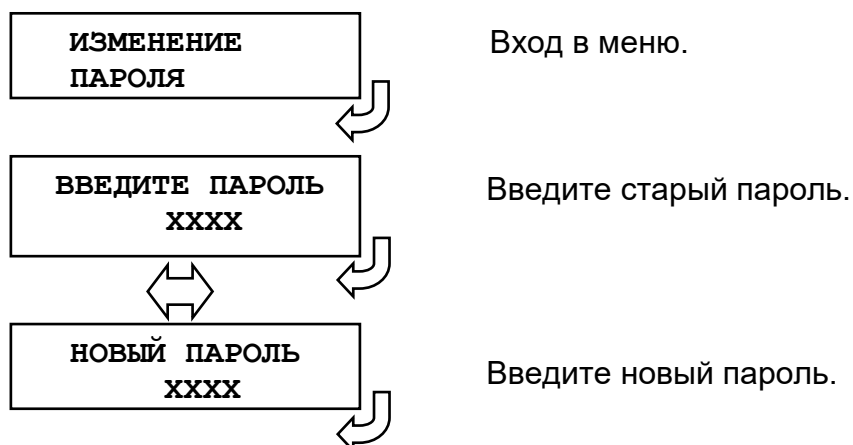 ИЗМЕНЕНИЕ
ПАРОЛЯ
Вход в меню.
ВВЕДИТЕ ПАРОЛЬ
XXXX
Введите старый пароль.
НОВЫЙ ПАРОЛЬ
XXXX
Введите новый пароль.